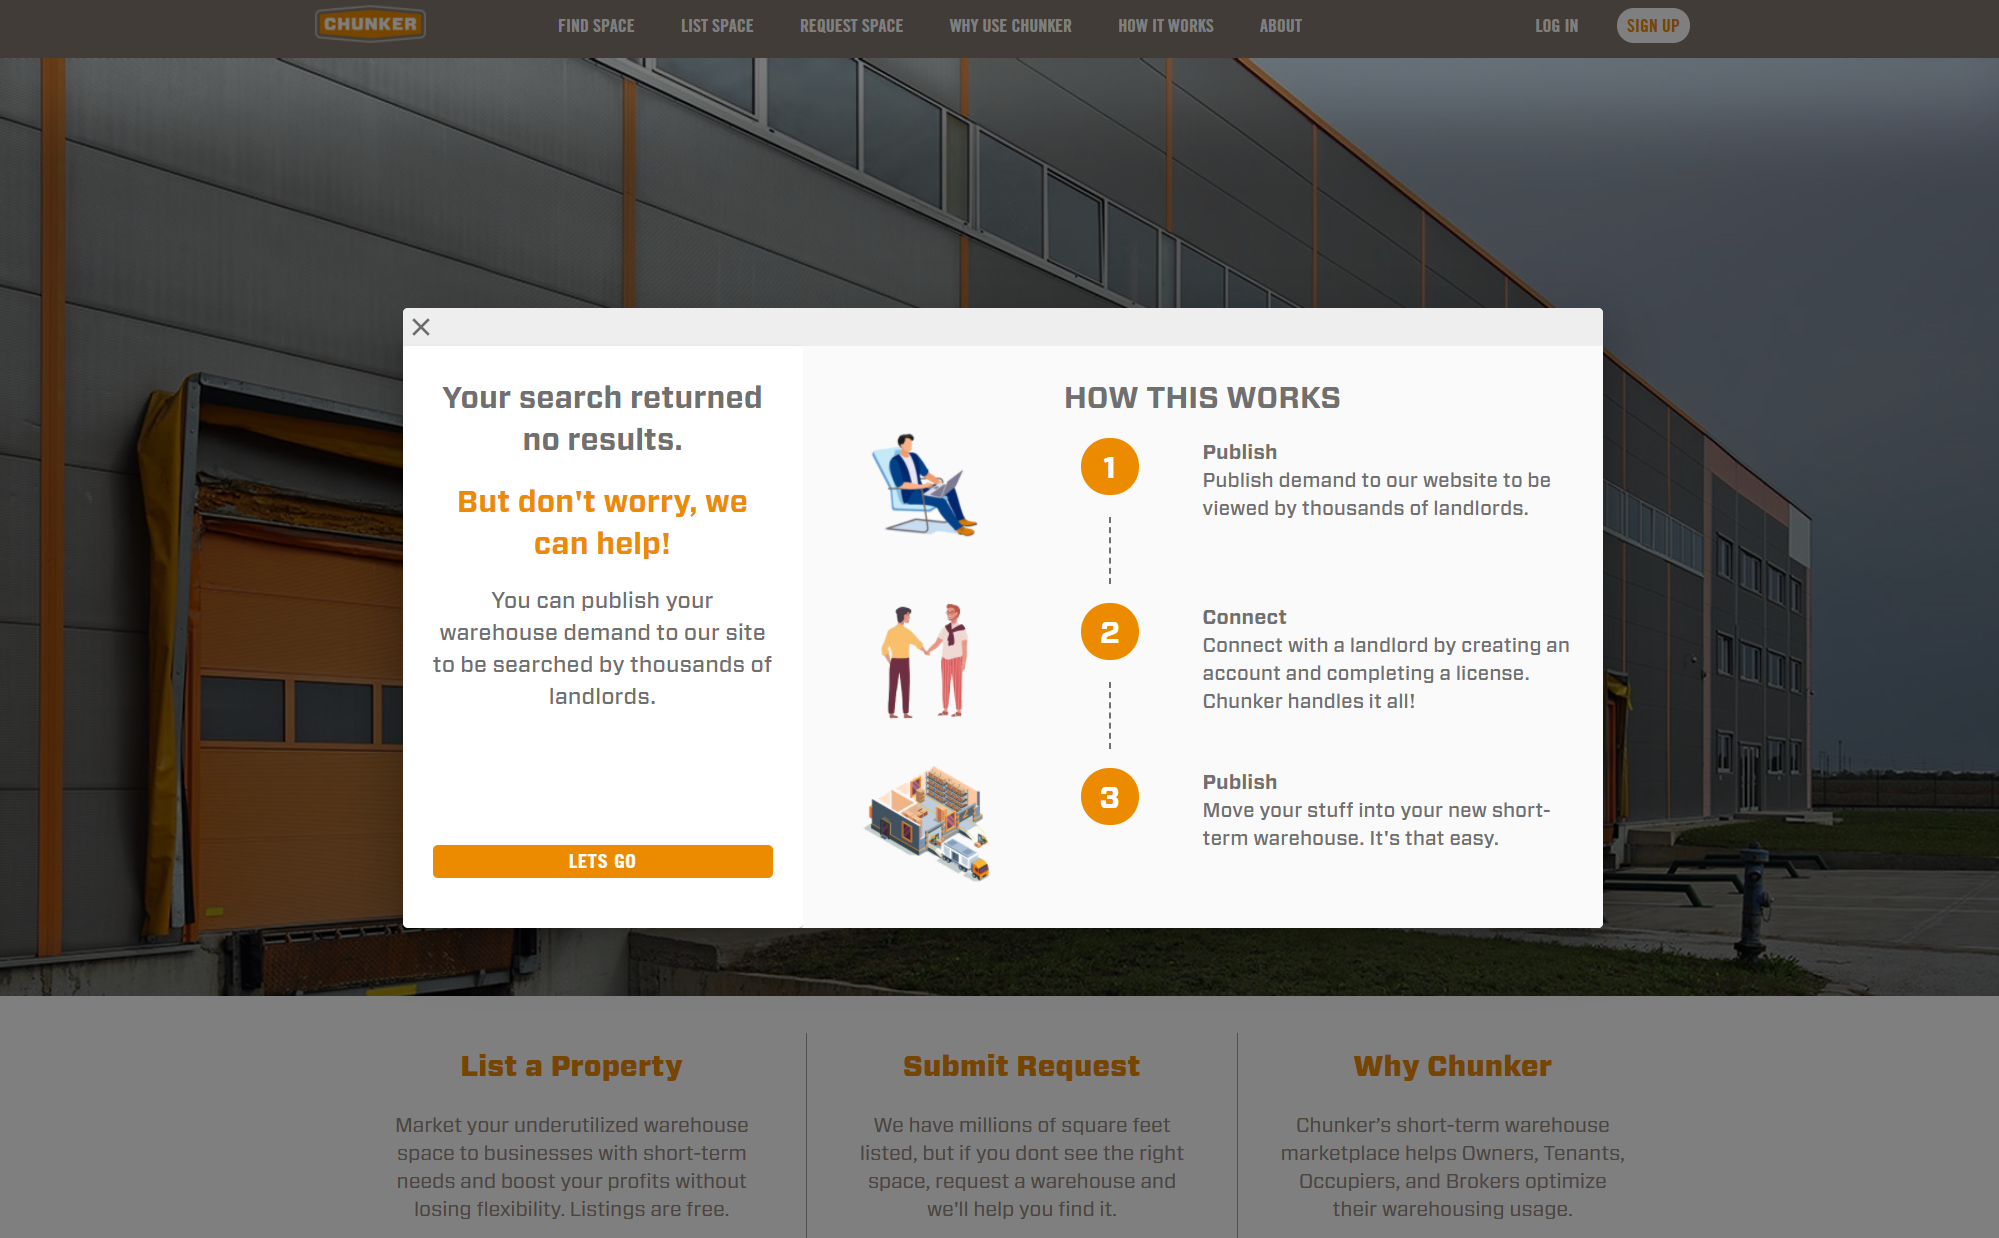 CHUNKER
FIND SPACE
LIST SPACE
REQUEST SPACE
WHY USE CHUNKER
HOW IT WORKS
ABOUT
LOG IN
SIGN UP
Your search returned
no results.
But don't worry, we
can help!
You can publish your
warehouse demand to our site
to be searched by thousands of
landlords.
LETS GO
HOW THIS WORKS
1
Publish
Publish demand to our website to be
viewed by thousands of landlords.
2
Connect
Connect with a landlord by creating an
account and completing a license.
Chunker handles it all!
3
Publish
Move your stuff into your new short-
term warehouse. It's that easy.
List a Property
Market your underutilized warehouse
space to businesses with short-term
needs and boost your profits without
losing flexibility. Listings are free.
Submit Request
We have millions of square feet
listed, but if you dont see the right
space, request a warehouse and
we'll help you find it.
Why Chunker
Chunker’s short-term warehouse
marketplace helps Owners, Tenants,
Occupiers, and Brokers optimize
their warehousing usage.